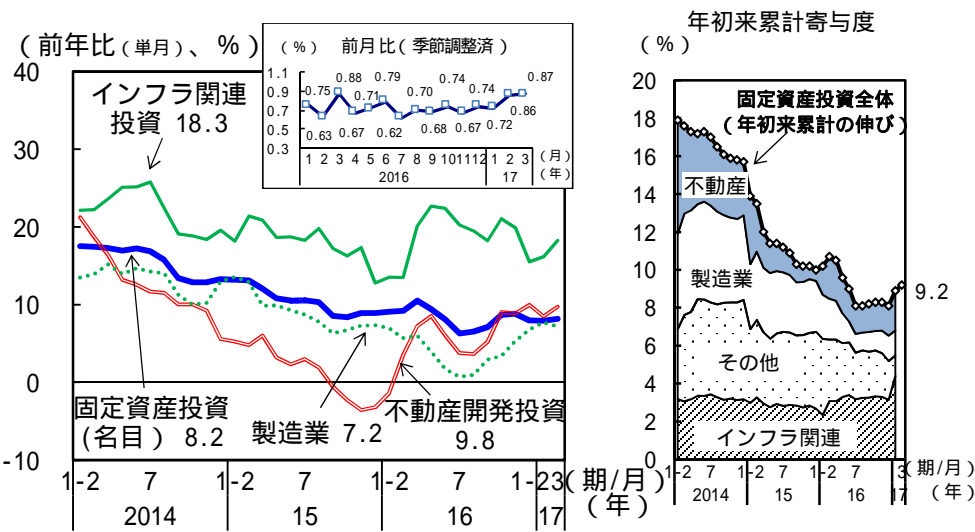 (前年比(単月)、%)
40
30
20
10
0
-10
インフラ関連
投資 18.3
固定資産投資
(名目) 8.2
製造業 7.2
不動産開発投資
9.8
1-2 7 1-2 7 1-2 7 1-23 (期/月)
2014 15 16 17 (年)
(%) 前月比(季節調整済)
1.1
0.9
0.7
0.5
0.3
0.75 0.63 0.88 0.67 0.71 0.79 0.62 0.70 0.68 0.74 0.67 0.74 0.72 0.86 0.87
1 2 3 4 5 6 7 8 9 10 11 12 1 2 3 (月)
2016 17 (年)
年初来累計寄与度
(%)
20
18
16
14
12
10
8
6
4
2
0
固定資産投資全体
(年初来累計の伸び)
不動産
製造業
その他
インフラ関連
9.2
1-2 7 1-2 7 1-2 7 1 3 (期/月)
2014 15 16 17 (年)